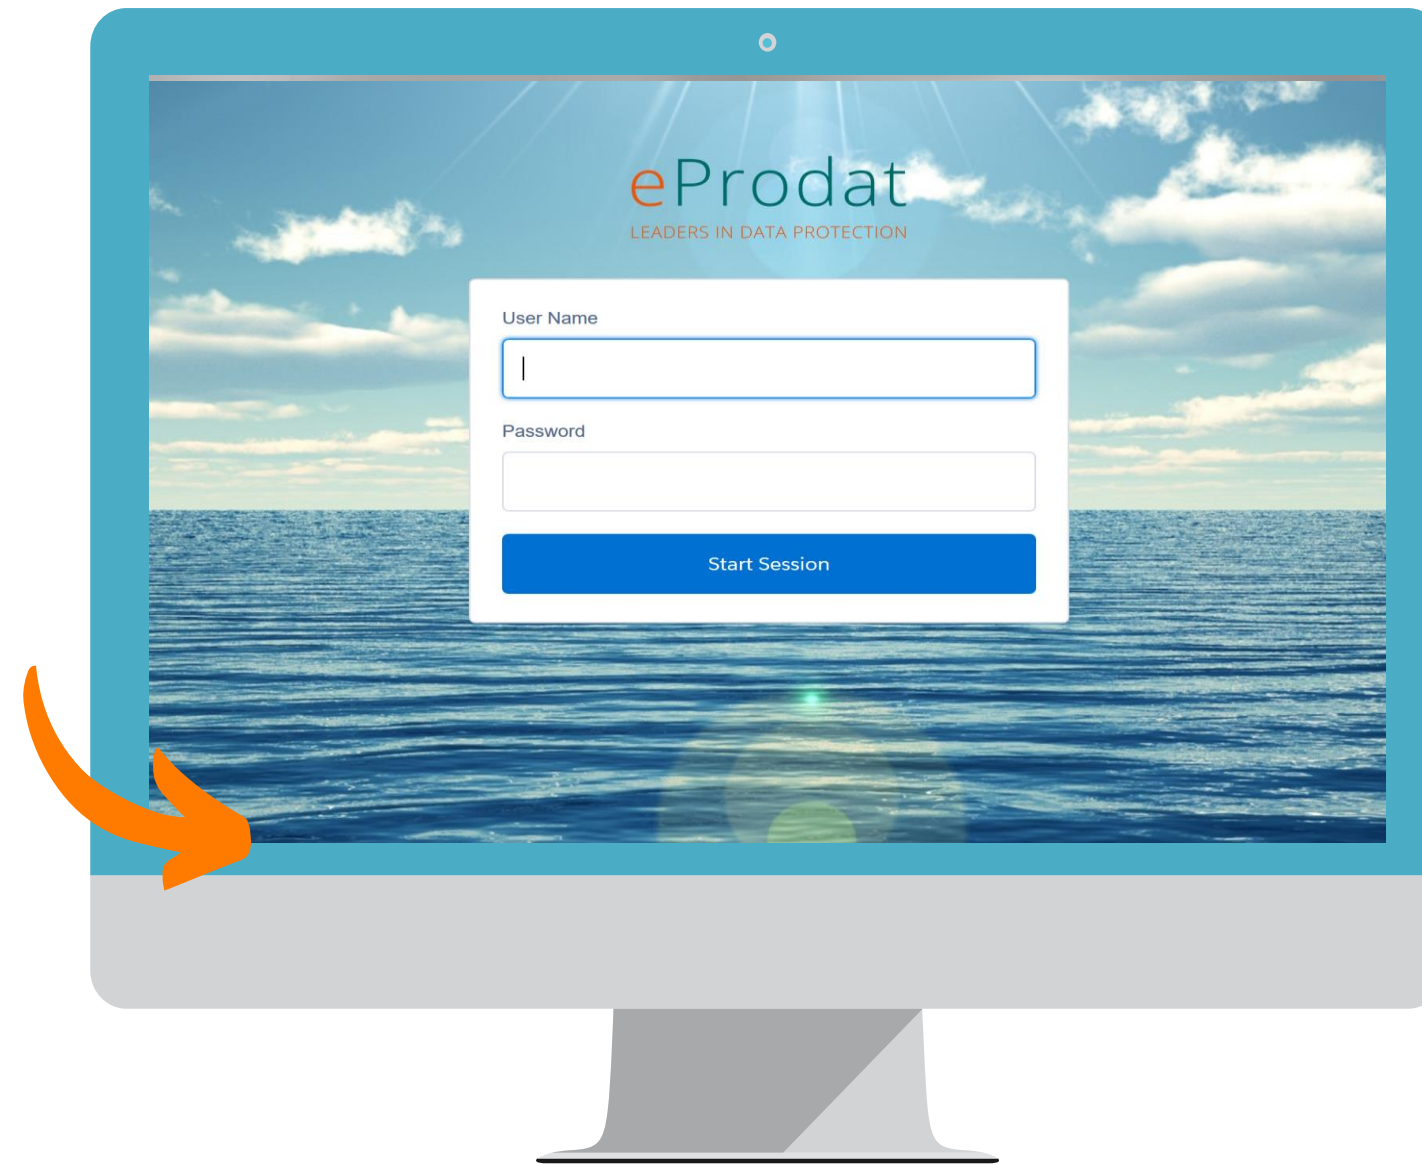 eProdat
LEADERS IN DATA PROTECTION
User Name
Password
Start Session